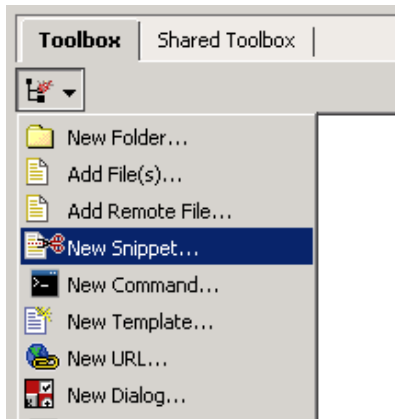 Toolbox Shared Toolbox
New Folder...
Add File(s)...
Add Remote File...
New Snippet...
New Command...
New Template...
New URL...
New Dialog...